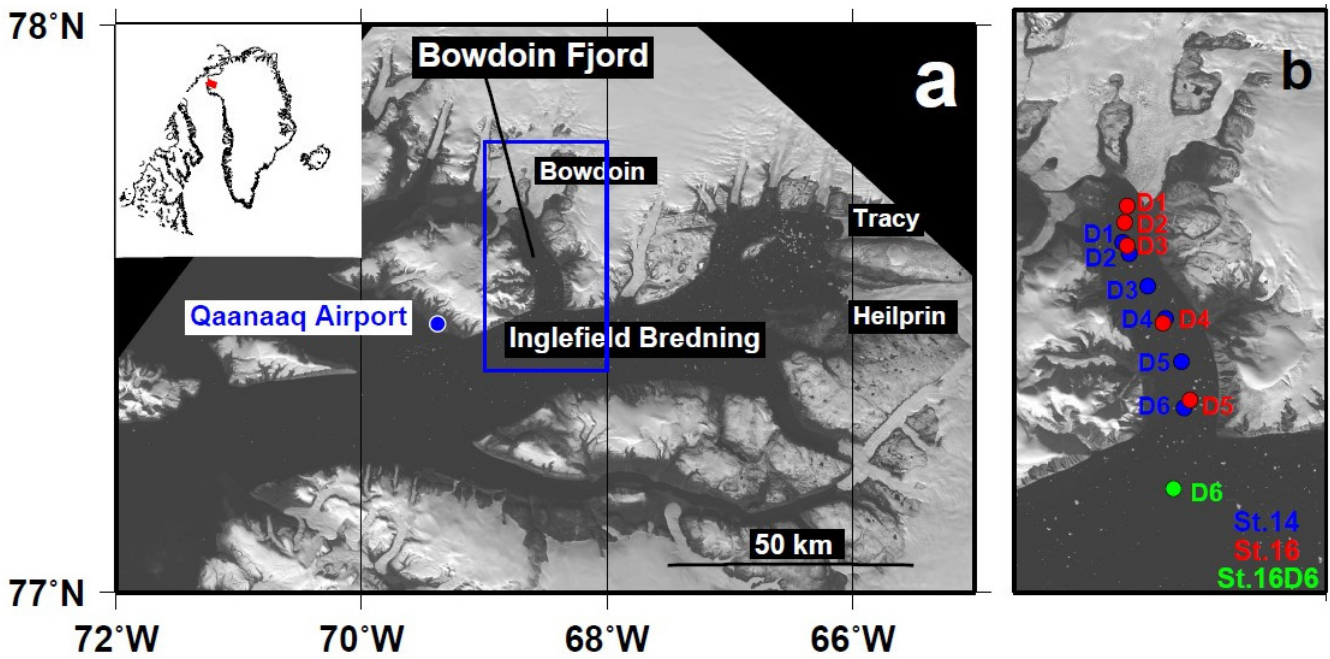 78°N
Bowdoin Fjord
a
Bowdoin
Tracy
Qaanaaq Airport
Heilprin
Inglefield Bredning
50 km
77°N
72°W
70°W
68°W
66°W
b
D1
D2
D1
D3
D2
D3
D4
D4
D5
D6
D5
D6
St.14
St.16
St.16D6